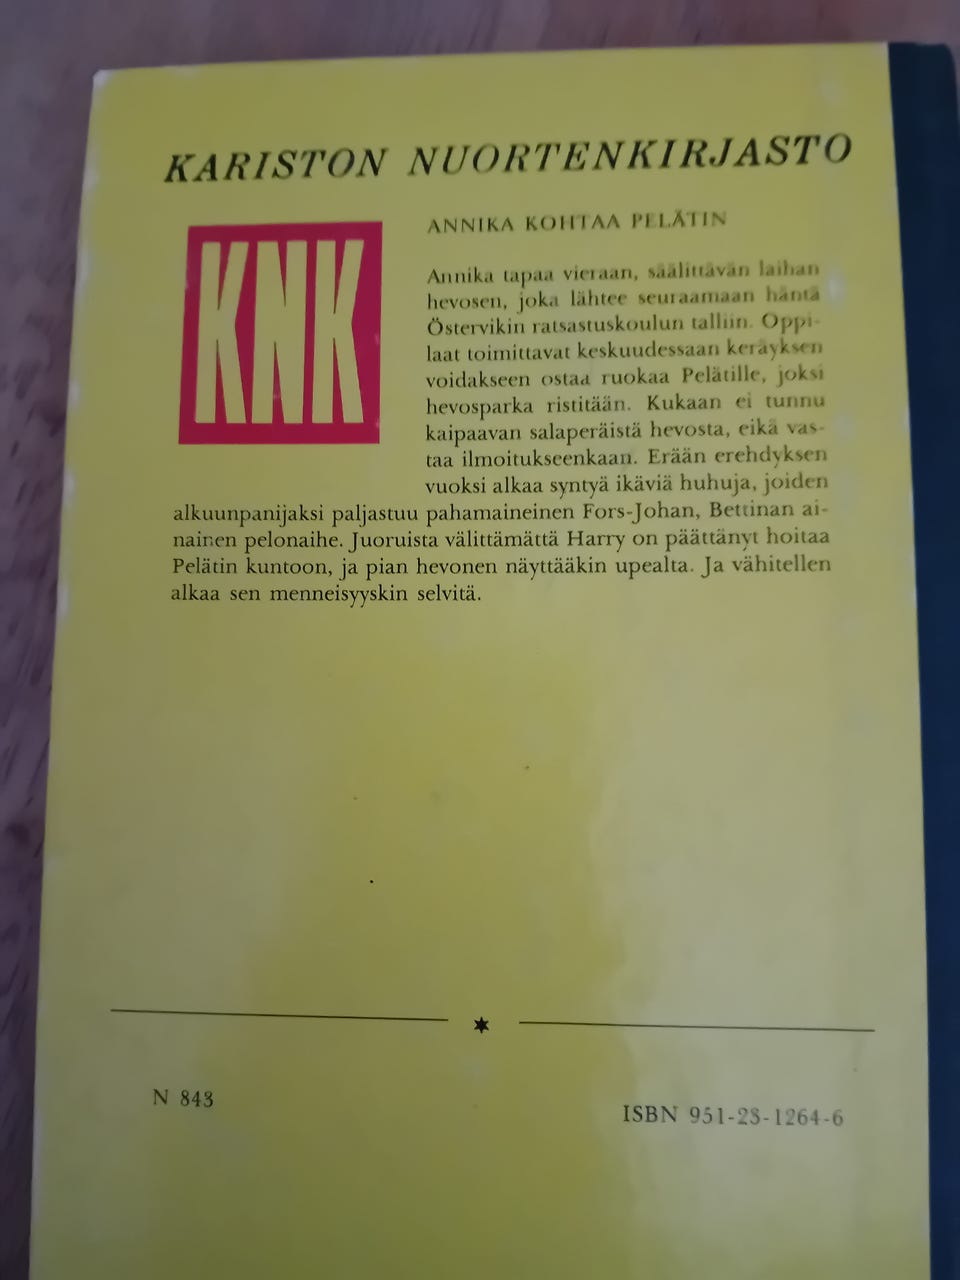 KARISTON NUORTENKIRJASTO
KNK
ANNIKA KOHTAA PELÄTIN
Annika tapaa vieraan, säälittävän laihan
hevosen, joka lähtee seuraamaan häntä
Östervikin ratsastuskoulun talliin. Oppi-
laat toimittavat keskuudessaan keräyksen
voidakseen ostaa ruokaa Pelätille, joksi
hevosparka ristitään. Kukaan ei tunnu
kaipaavan salaperäistä hevosta, eikä vas-
taa ilmoitukseenkaan. Erään erehdyksen
vuoksi alkaa syntyä ikäviä huhuja, joiden
alkuunpanijaksi paljastuu pahamaineinen Fors-Johan, Bettinan ai-
nainen pelonaihe. Juoruista välittämättä Harry on päättänyt hoitaa
Pelätin kuntoon, ja pian hevonen näyttääkin upealta. Ja vähitellen
alkaa sen menneisyyskin selvitä.
N 843
ISBN 951-23-1264-6